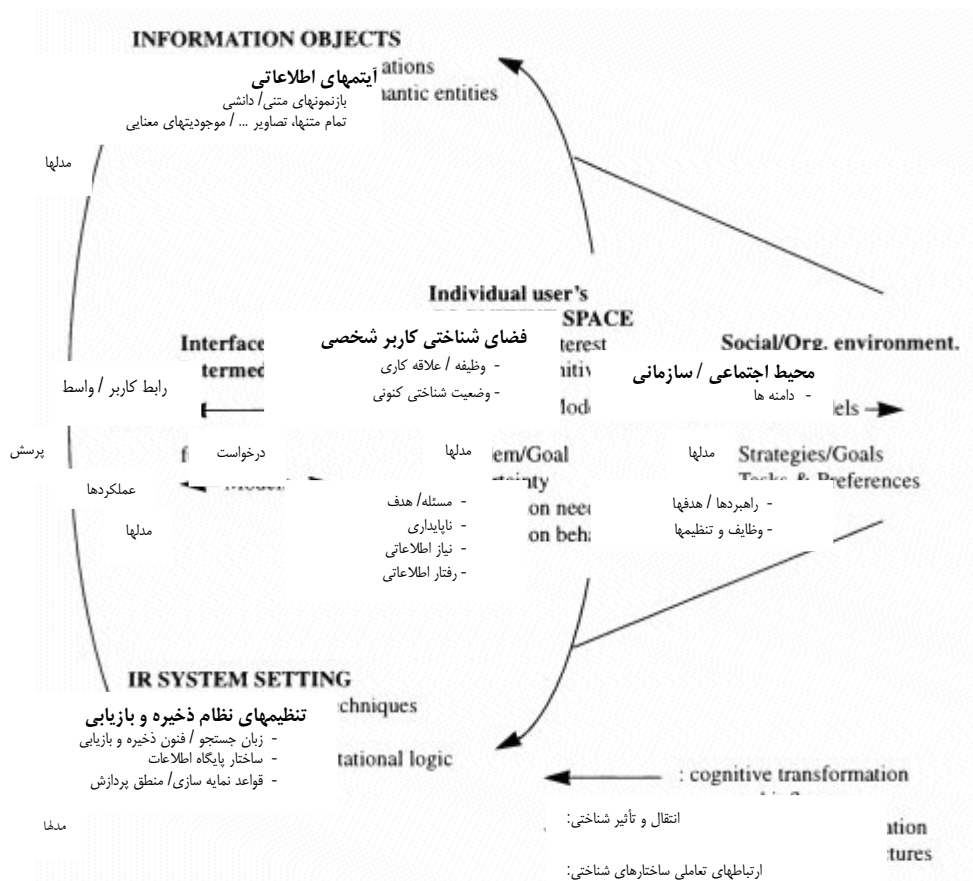 INFORMATION OBJECTS
ations
آیتمهای اطلاعاتی
بازنمونهای متنی/ دانشی
mantic entities
تمام متنها، تصاویر ... / موجودیتهای معنایی
مدلها
Individual user's
SPACE
فضای شناختی کاربر شخصی
Interface
terest
Social/Org. environment.
- وظیفه / علاقه کاری
termed
nitiv
محیط اجتماعی / سازمانی
رابط کاربر / واسط
- وضعیت شناختی کنونی
- دامنه ها
Mod
els
پرسش
f
درخواست
مدلها
em/Goal
مدلها
Strategies/Goals
Tasks & Preferences
عملکردها
- مسئله/ هدف
on need
- راهبردها / هدفها
مدلها
- ناپایداری
on beha
- وظایف و تنظیمها
- نیاز اطلاعاتی
- رفتار اطلاعاتی
IR SYSTEM SETTING
chniques
تنظیمهای نظام ذخیره و بازیابی
- زبان جستجو / فنون ذخیره و بازیابی
- ساختار پایگاه اطلاعات
tational logic
- قواعد نمایه سازی/ منطق پردازش
: cognitive transformation
مدلها
انتقال و تأثیر شناختی:
ation
tures
ارتباطهای تعاملی ساختارهای شناختی: